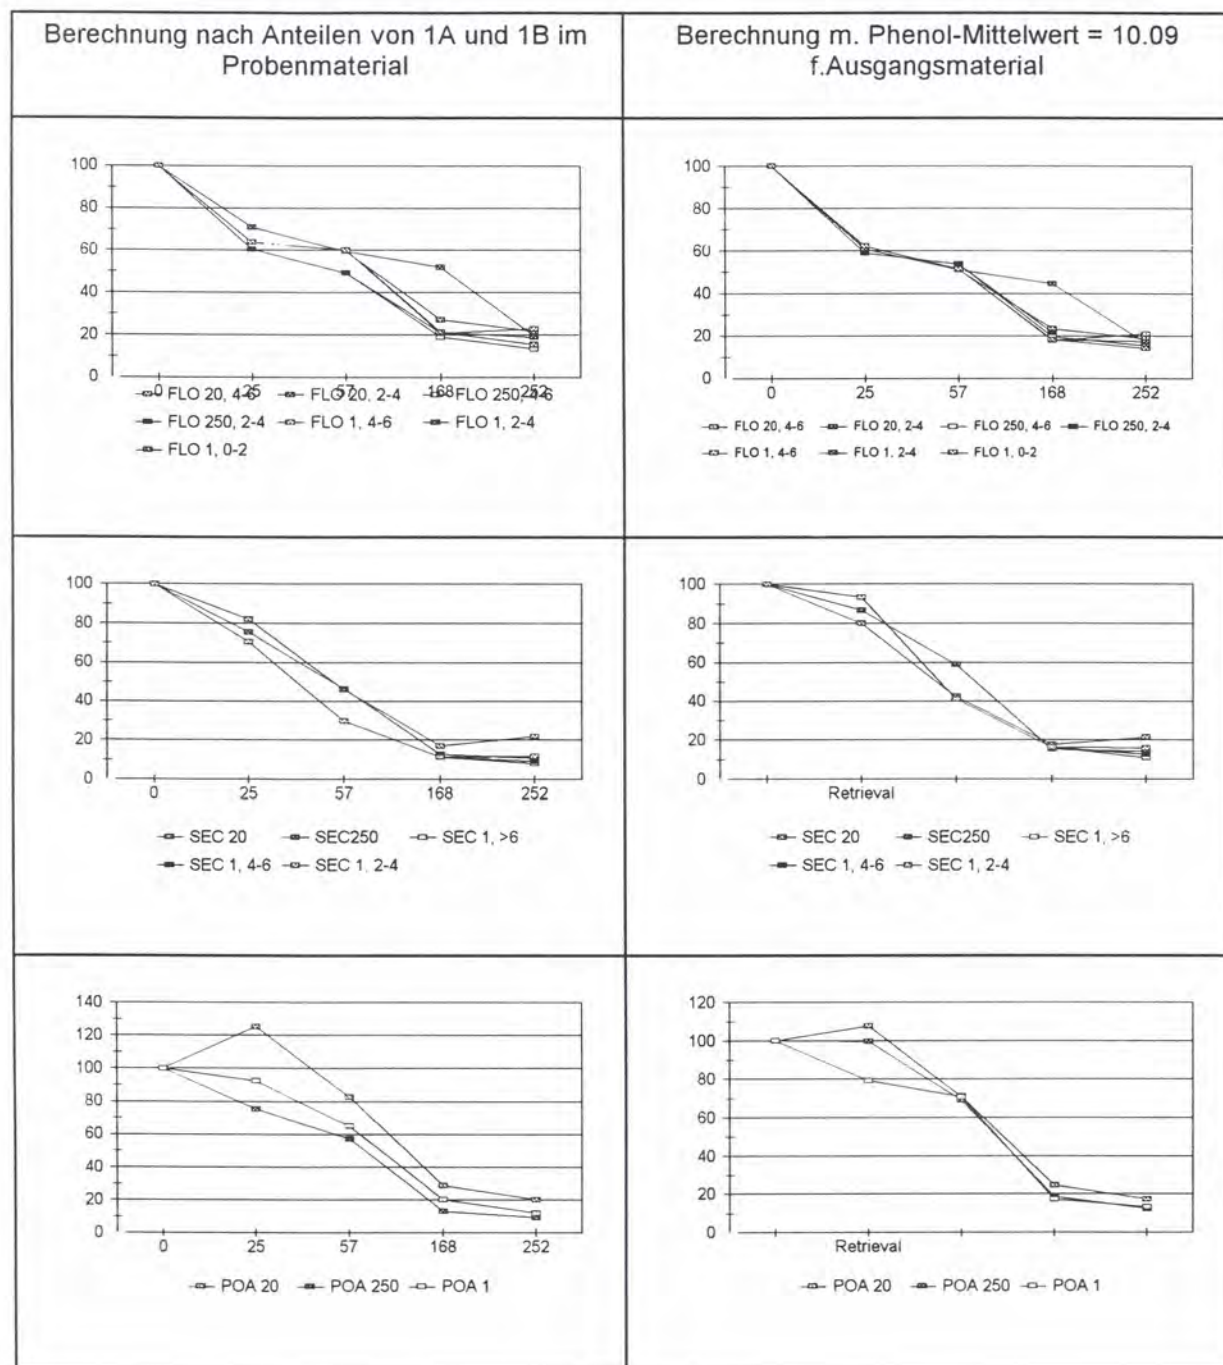 Berechnung nach Anteilen von 1A und 1B im
Probenmaterial
Berechnung m. Phenol-Mittelwert = 10.09
f.Ausgangsmaterial
100
80
60
40
20
0
0 25 57 168 252
FLO 20, 4-6 FLO 20, 2-4 FLO 250, 4-6
FLO 250, 2-4 FLO 1, 4-6 FLO 1, 2-4
FLO 1, 0-2
100
80
60
40
20
0
0 25 57 168 252
FLO 20, 4-6 FLO 20, 2-4 FLO 250, 4-6 FLO 250, 2-4
FLO 1, 4-6 FLO 1, 2-4 FLO 1, 0-2
100
80
60
40
20
0
0 25 57 168 252
SEC 20 SEC250 SEC 1, >6
SEC 1, 4-6 SEC 1, 2-4
100
80
60
40
20
0
Retrieval
SEC 20 SEC250 SEC 1, >6
SEC 1, 4-6 SEC 1, 2-4
140
120
100
80
60
40
20
0
0 25 57 168 252
POA 20 POA 250 POA 1
120
100
80
60
40
20
0
Retrieval
POA 20 POA 250 POA 1